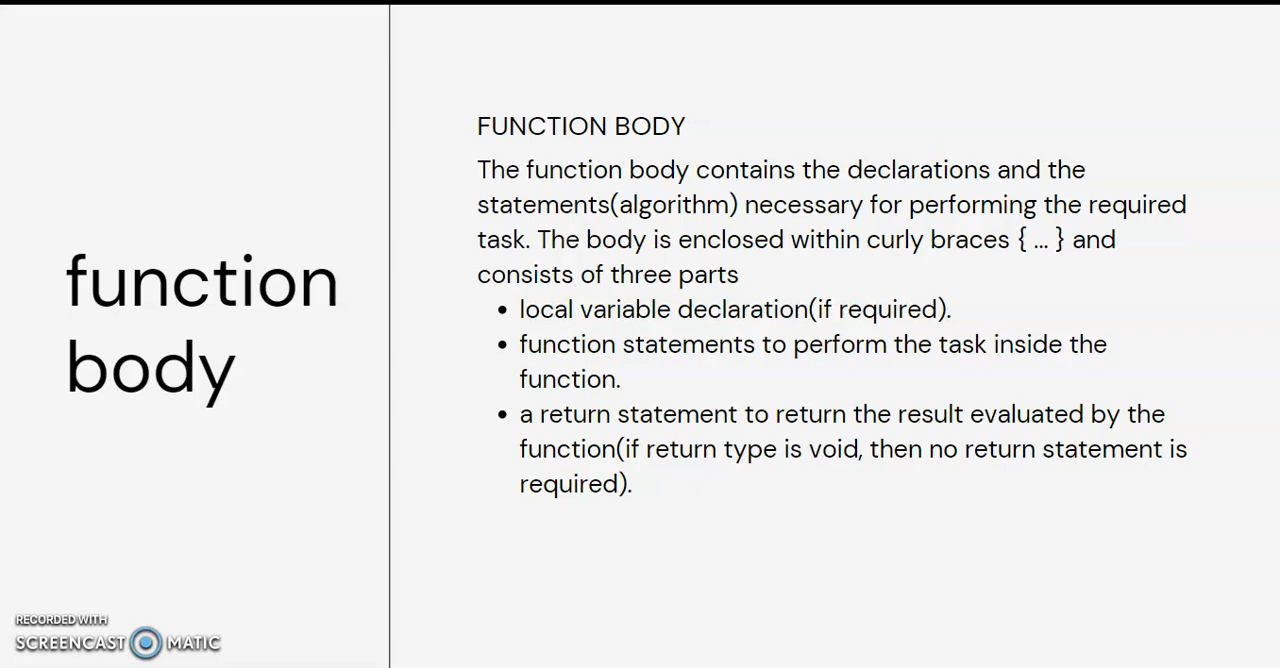 function
body
FUNCTION BODY
The function body contains the declarations and the
statements(algorithm) necessary for performing the required
task. The body is enclosed within curly braces { ... } and
consists of three parts
• local variable declaration(if required).
• function statements to perform the task inside the
function.
• a return statement to return the result evaluated by the
function(if return type is void, then no return statement is
required).
RECORDED WITH
SCREENCAST MATIC